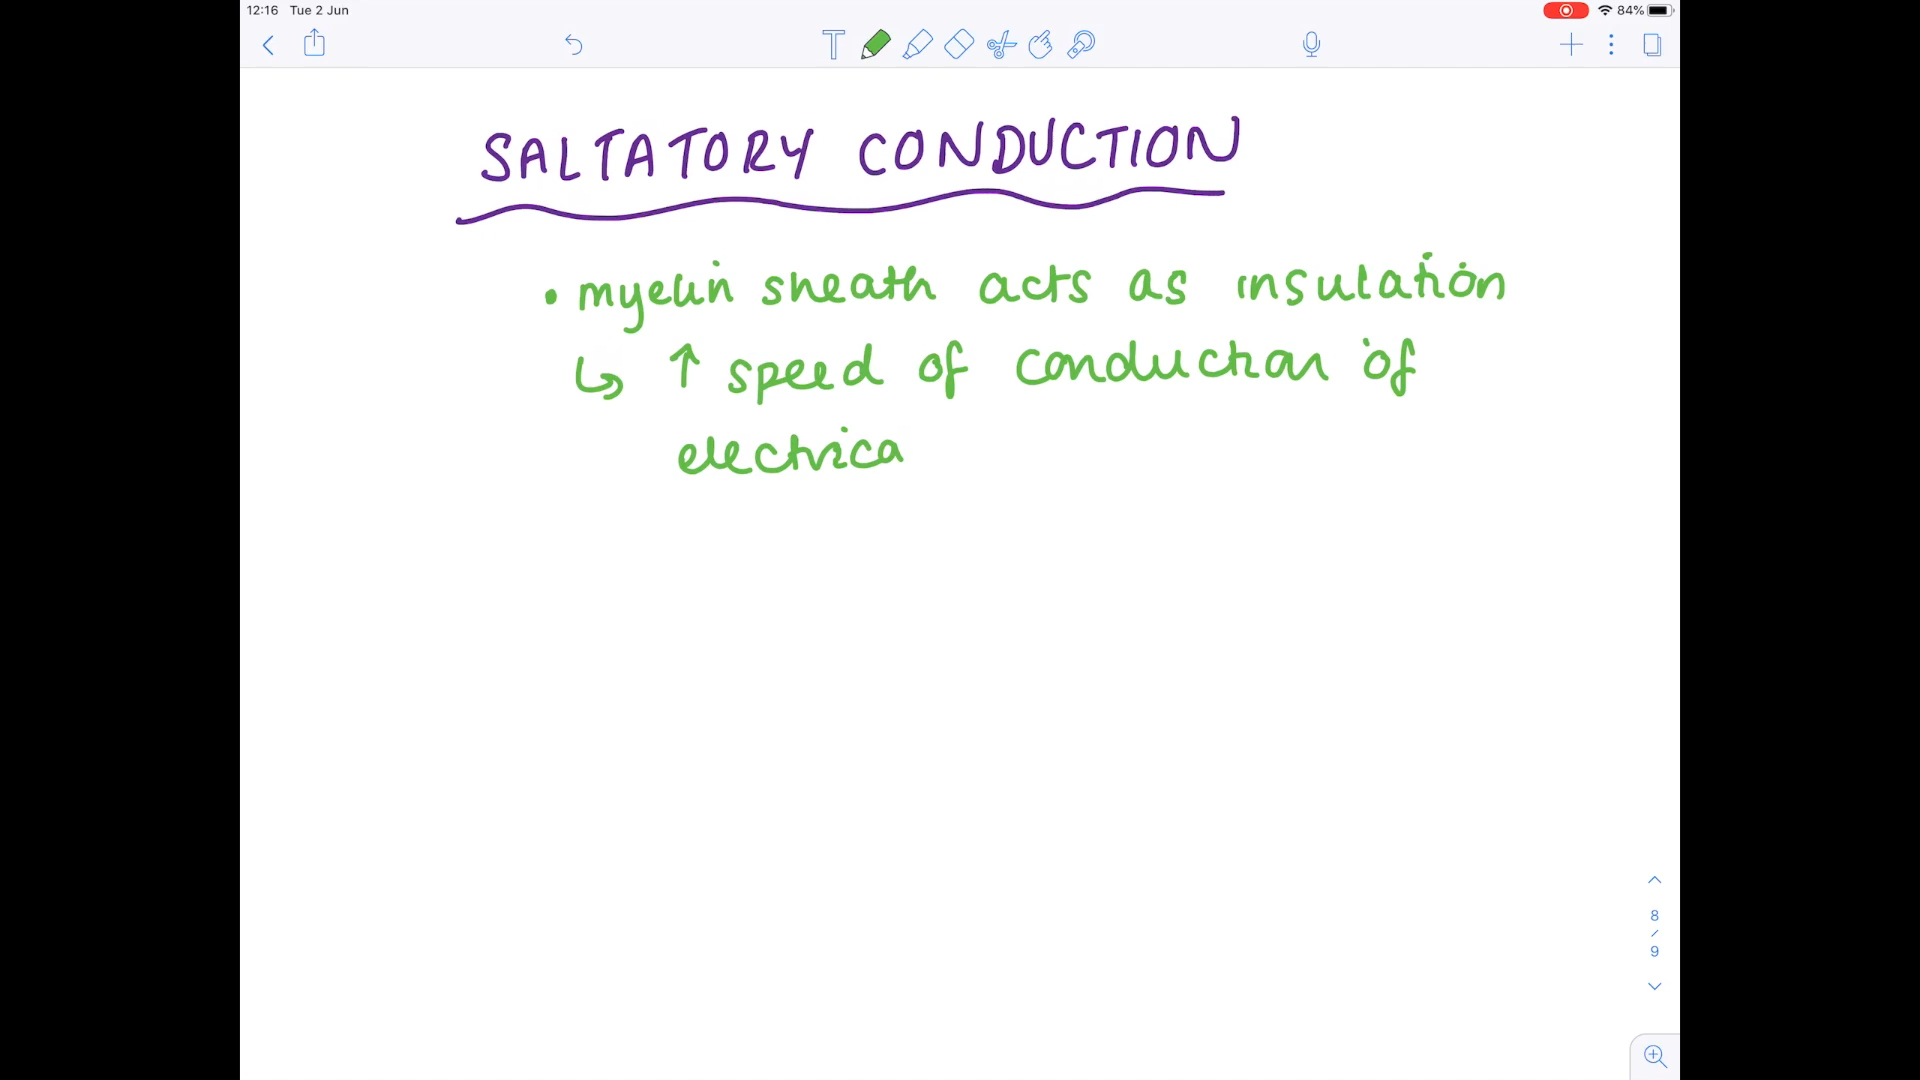 12:16 Tue 2 Jun
84%
T
SALTATORY CONDUCTION
• myelin sheath acts as insulation
↳ ↑ speed of conduction of
electrica
8
/
9